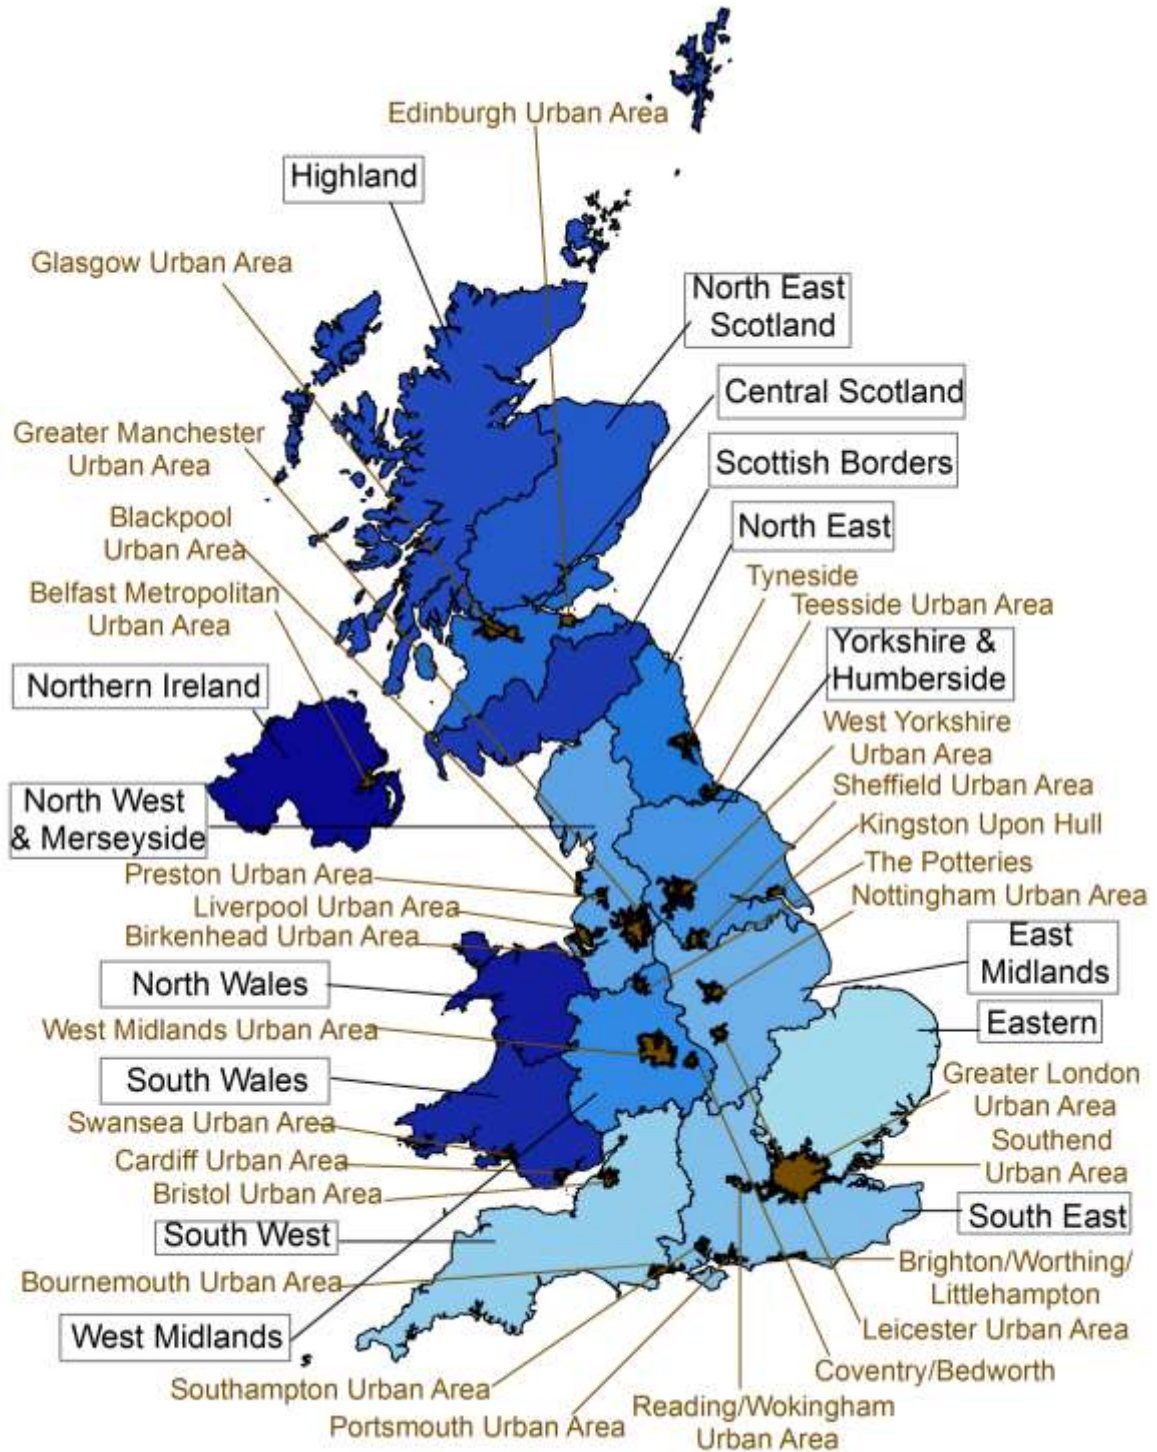 Edinburgh Urban Area
Highland
Glasgow Urban Area
North East
Scotland
Central Scotland
Greater Manchester
Urban Area
Scottish Borders
Blackpool
Urban Area
North East
Belfast Metropolitan
Urban Area
Tyneside
Teesside Urban Area
Yorkshire &
Humberside
Northern Ireland
West Yorkshire
Urban Area
Sheffield Urban Area
North West
& Merseyside
Kingston Upon Hull
The Potteries
Preston Urban Area
Nottingham Urban Area
Liverpool Urban Area
Birkenhead Urban Area
East
Midlands
North Wales
West Midlands Urban Area
Eastern
South Wales
Greater London
Urban Area
Swansea Urban Area
Southend
Urban Area
Cardiff Urban Area
Bristol Urban Area
South East
South West
Bournemouth Urban Area
Brighton/Worthing/
Littlehampton
West Midlands
Leicester Urban Area
Coventry/Bedworth
Southampton Urban Area
Portsmouth Urban Area
Reading/Wokingham
Urban Area